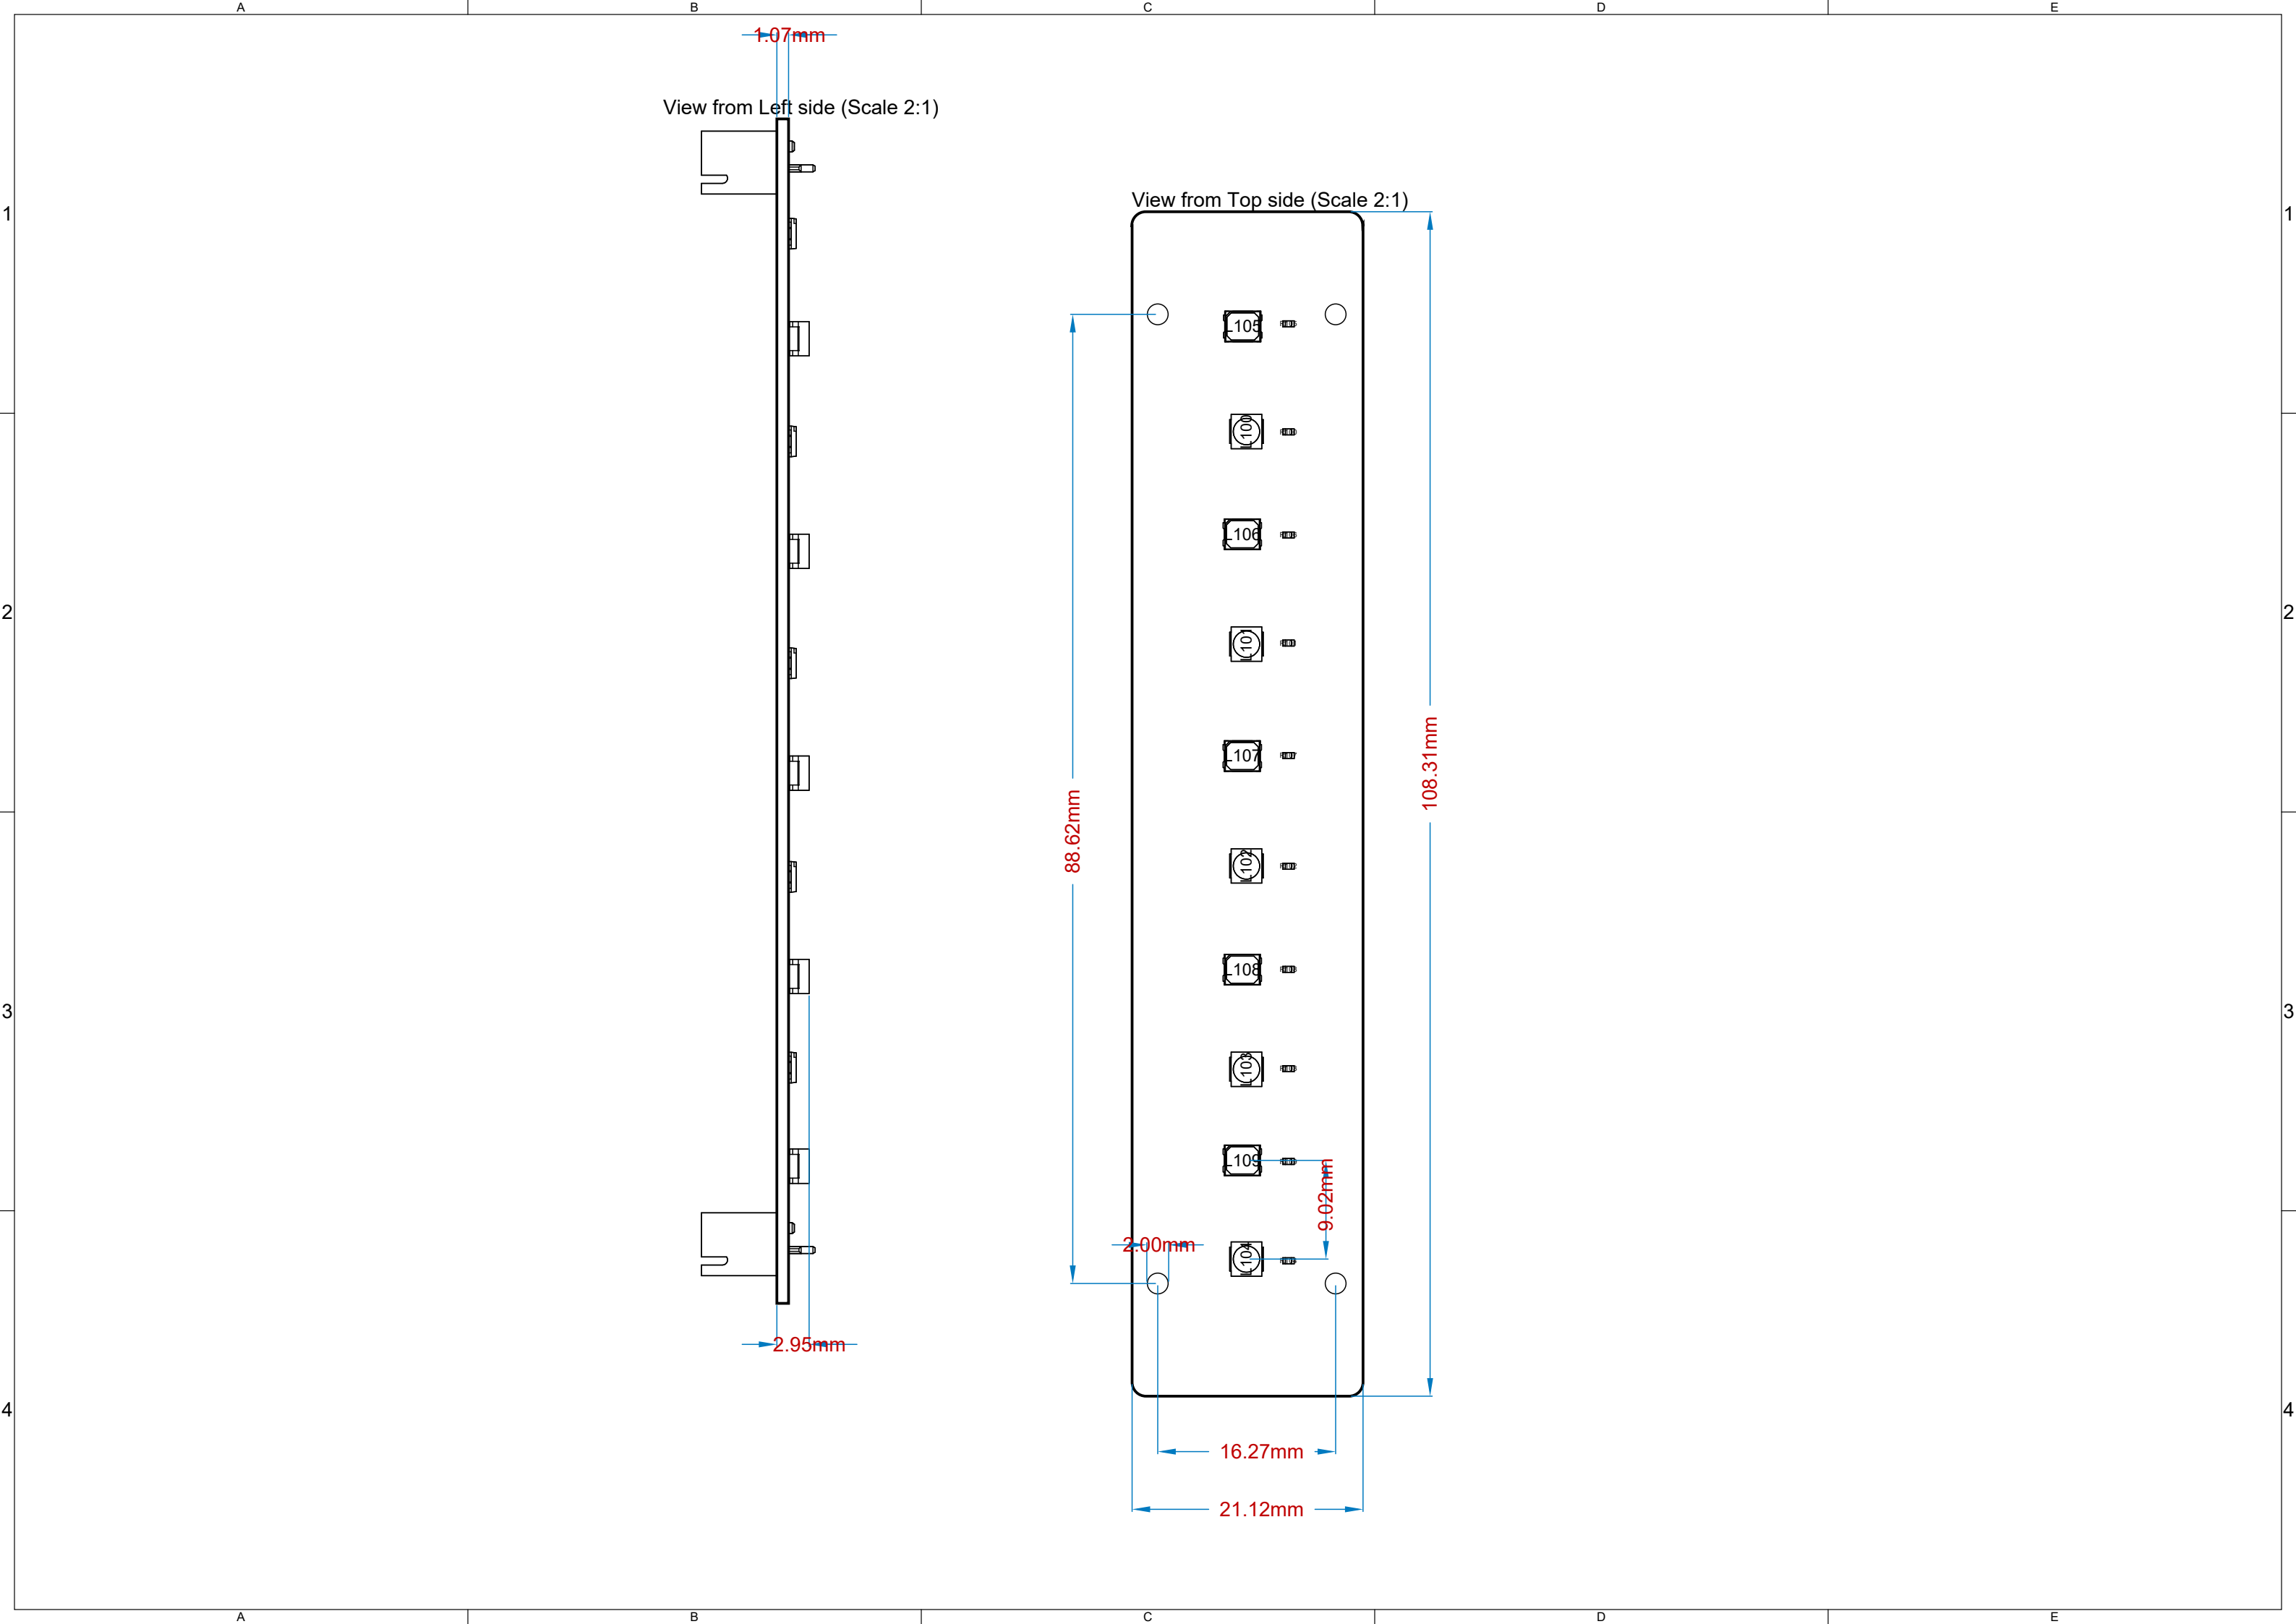 A B C D E
1.07mm
View from Left side (Scale 2:1)
View from Top side (Scale 2:1)
1 1
L105
L100
L106
2 2
L101
L107
108.31mm
88.62mm
L102
L108
3 3
L103
L109
9.02mm
2.00mm
L104
2.95mm
4 4
16.27mm
21.12mm
A B C D E